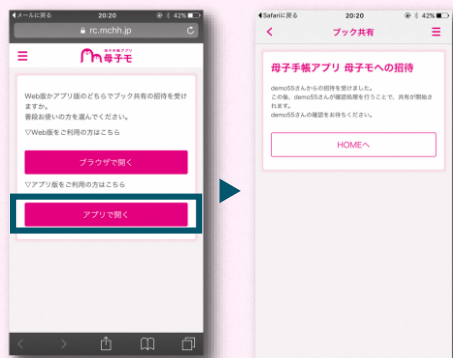 メールに戻る 20:20 42%
rc.mchh.jp
母子手帳アプリ
母子モ
Web版かアプリ版のどちらでブック共有の招待を受け
ますか。
普段お使いの方を選んでください。
▽Web版をご利用の方はこちら
ブラウザで開く
▽アプリ版をご利用の方はこちら
アプリで開く
Safariに戻る 20:20 42%
ブック共有
母子手帳アプリ 母子モへの招待
demo55さんからの招待を受けました。
この後、demo55さんが確認処理を行うことで、共有が開始さ
れます。
demo55さんの確認をお待ちください。
HOMEへ